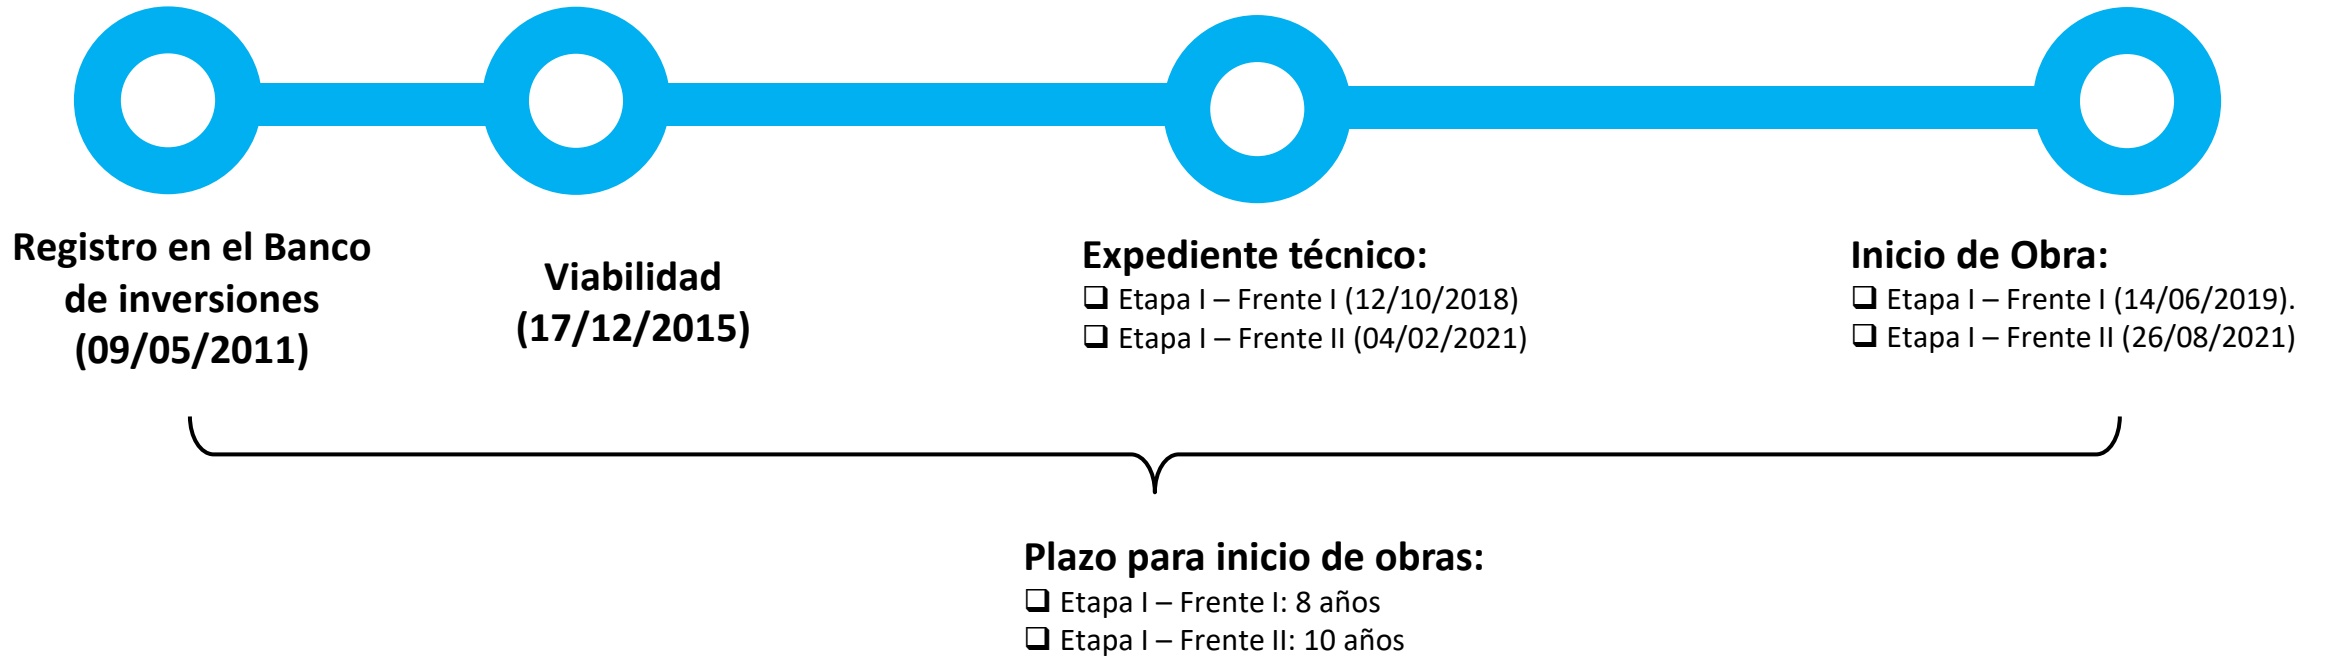 Registro en el Banco
de inversiones
(09/05/2011)
Viabilidad
(17/12/2015)
Expediente técnico:
❑ Etapa I – Frente I (12/10/2018)
❑ Etapa I – Frente II (04/02/2021)
Inicio de Obra:
❑ Etapa I – Frente I (14/06/2019).
❑ Etapa I – Frente II (26/08/2021)
Plazo para inicio de obras:
❑ Etapa I – Frente I: 8 años
❑ Etapa I – Frente II: 10 años